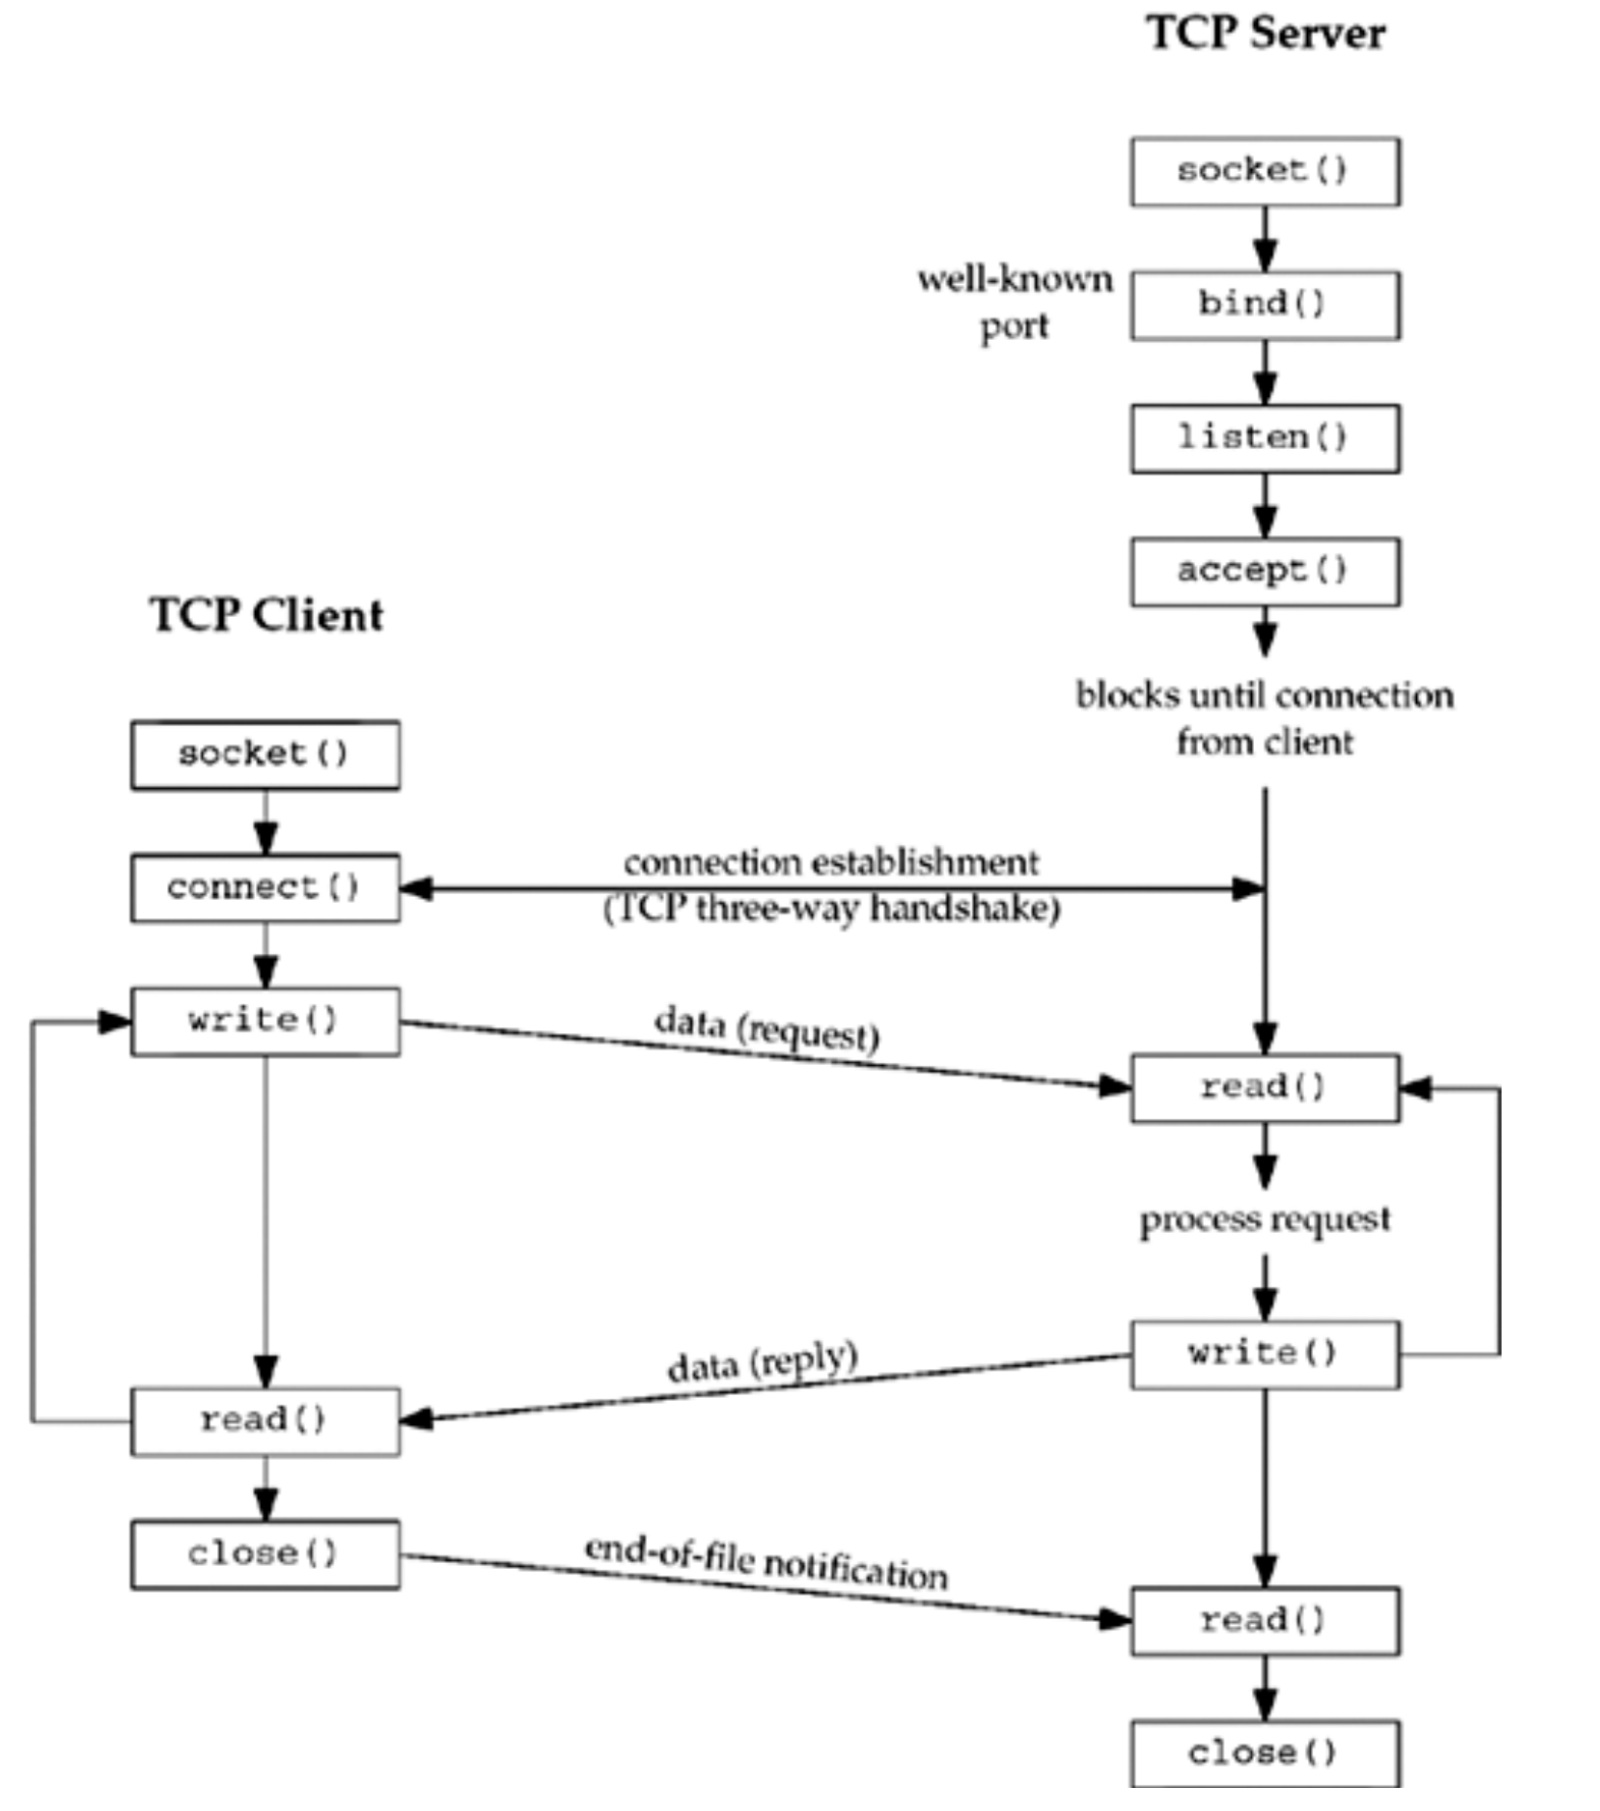 TCP Server
socket()
well-known
port
bind()
listen()
accept()
blocks until connection
from client
TCP Client
socket()
connect()
connection establishment
(TCP three-way handshake)
write()
data (request)
read()
process request
write()
data (reply)
read()
close()
end-of-file notification
read()
close()